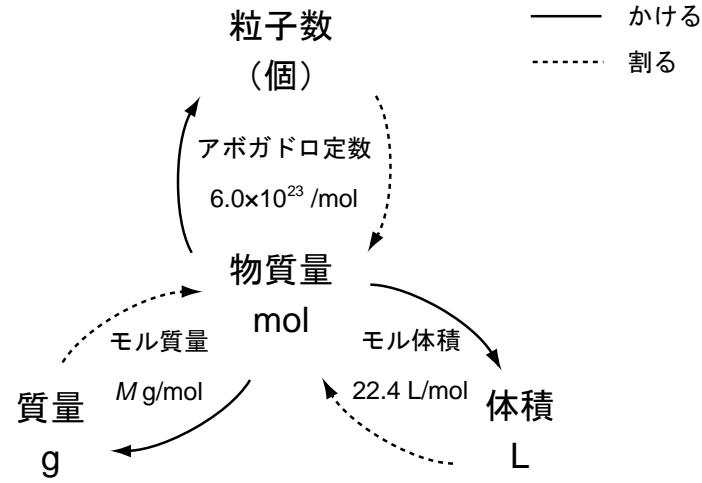 粒子数
（個）
かける
割る
アボガドロ定数
6.0×10²³ /mol
物質量
mol
モル質量
M g/mol
モル体積
22.4 L/mol
質量
g
体積
L